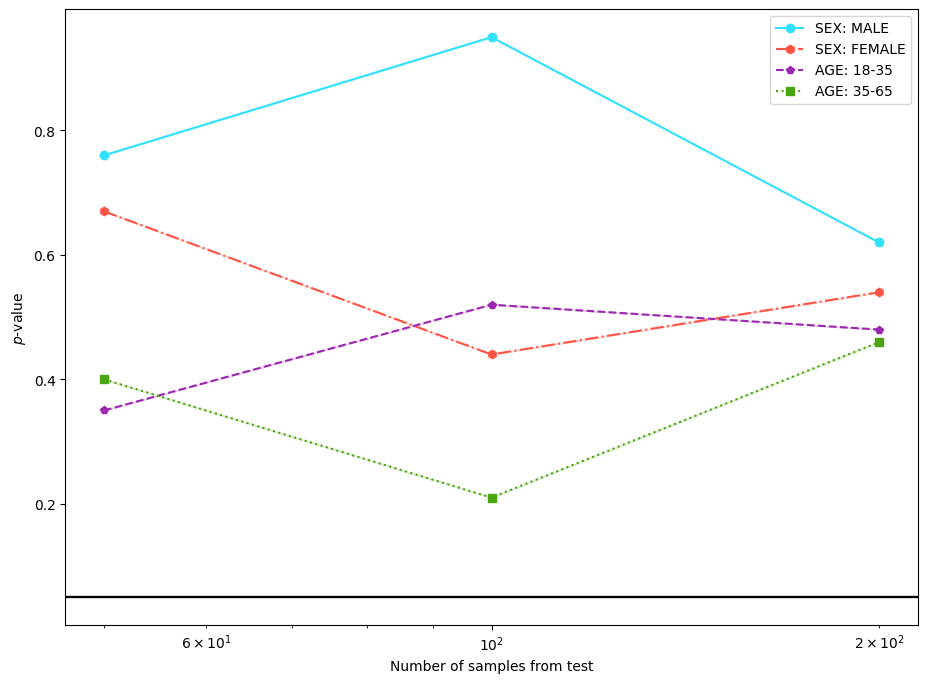 SEX: MALE
SEX: FEMALE
AGE: 18-35
AGE: 35-65
0.8
0.6
0.4
0.2
p-value
6 × 10¹
10²
2 × 10²
Number of samples from test